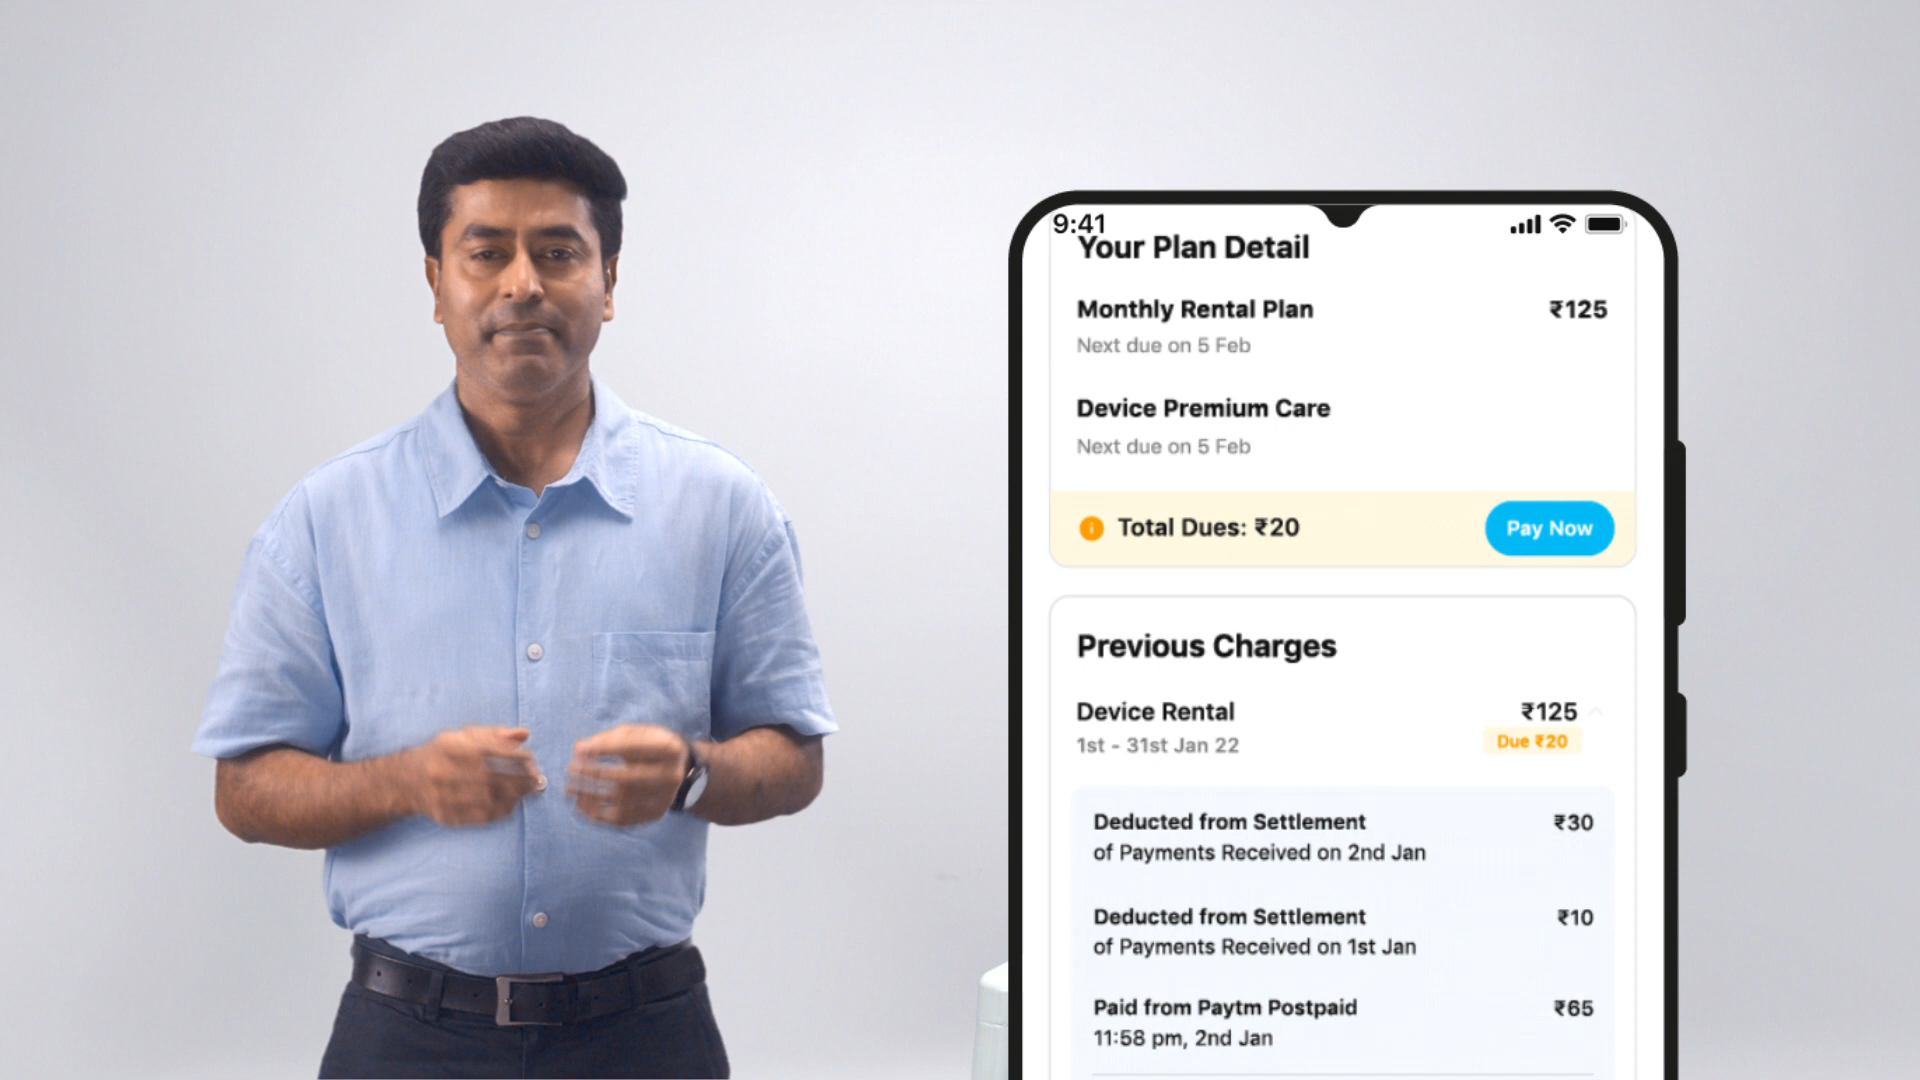 9:41
Your Plan Detail
Monthly Rental Plan ₹125
Next due on 5 Feb
Device Premium Care
Next due on 5 Feb
Total Dues: ₹20 Pay Now
Previous Charges
Device Rental ₹125
1st - 31st Jan 22 Due ₹20
Deducted from Settlement ₹30
of Payments Received on 2nd Jan
Deducted from Settlement ₹10
of Payments Received on 1st Jan
Paid from Paytm Postpaid ₹65
11:58 pm, 2nd Jan